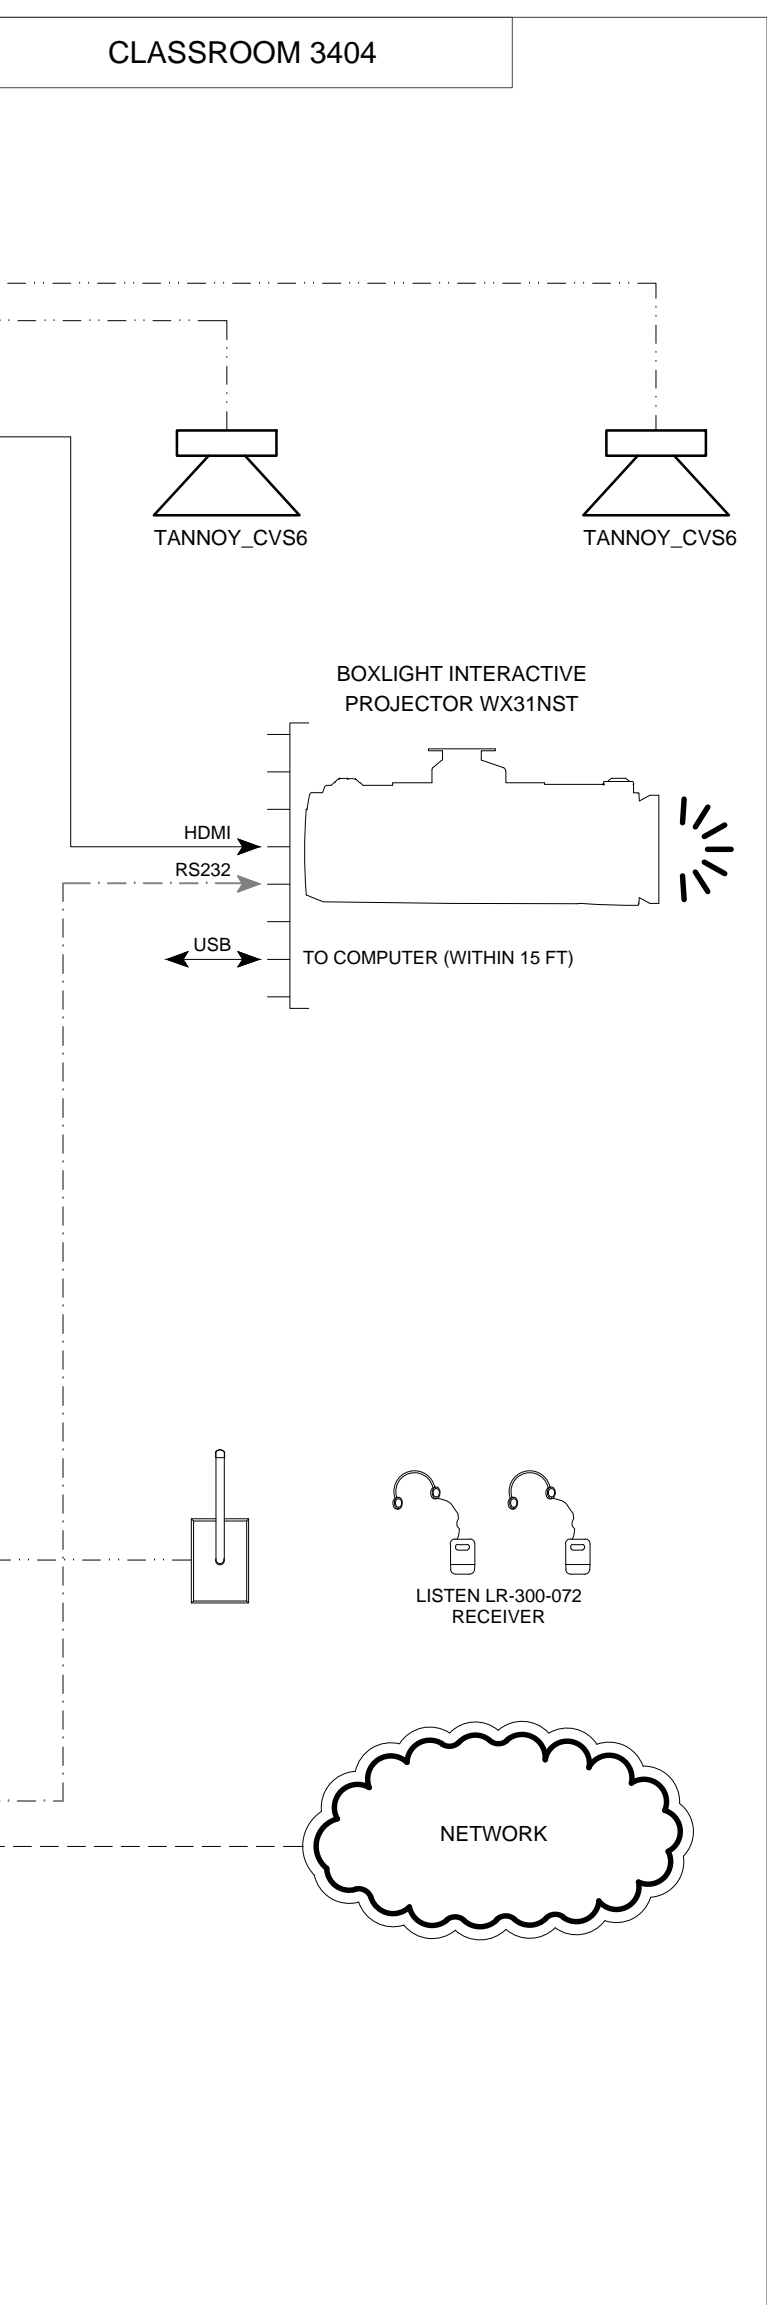 CLASSROOM 3404
TANNOY_CVS6
TANNOY_CVS6
BOXLIGHT INTERACTIVE
PROJECTOR WX31NST
HDMI
RS232
USB
TO COMPUTER (WITHIN 15 FT)
LISTEN LR-300-072
RECEIVER
NETWORK